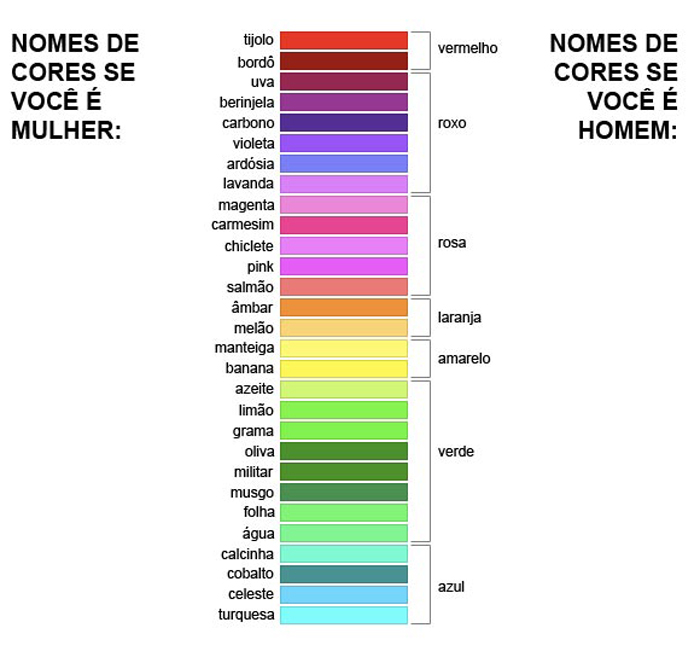 NOMES DE
CORES SE
VOCÊ É
MULHER:
NOMES DE
CORES SE
VOCÊ É
HOMEM:
tijolo
bordô
vermelho
uva
berinjela
carbono
violeta
ardósia
lavanda
roxo
magenta
carmesim
chiclete
pink
salmão
rosa
âmbar
melão
laranja
manteiga
banana
amarelo
azeite
limão
grama
oliva
militar
musgo
folha
água
verde
calcinha
cobalto
celeste
turquesa
azul